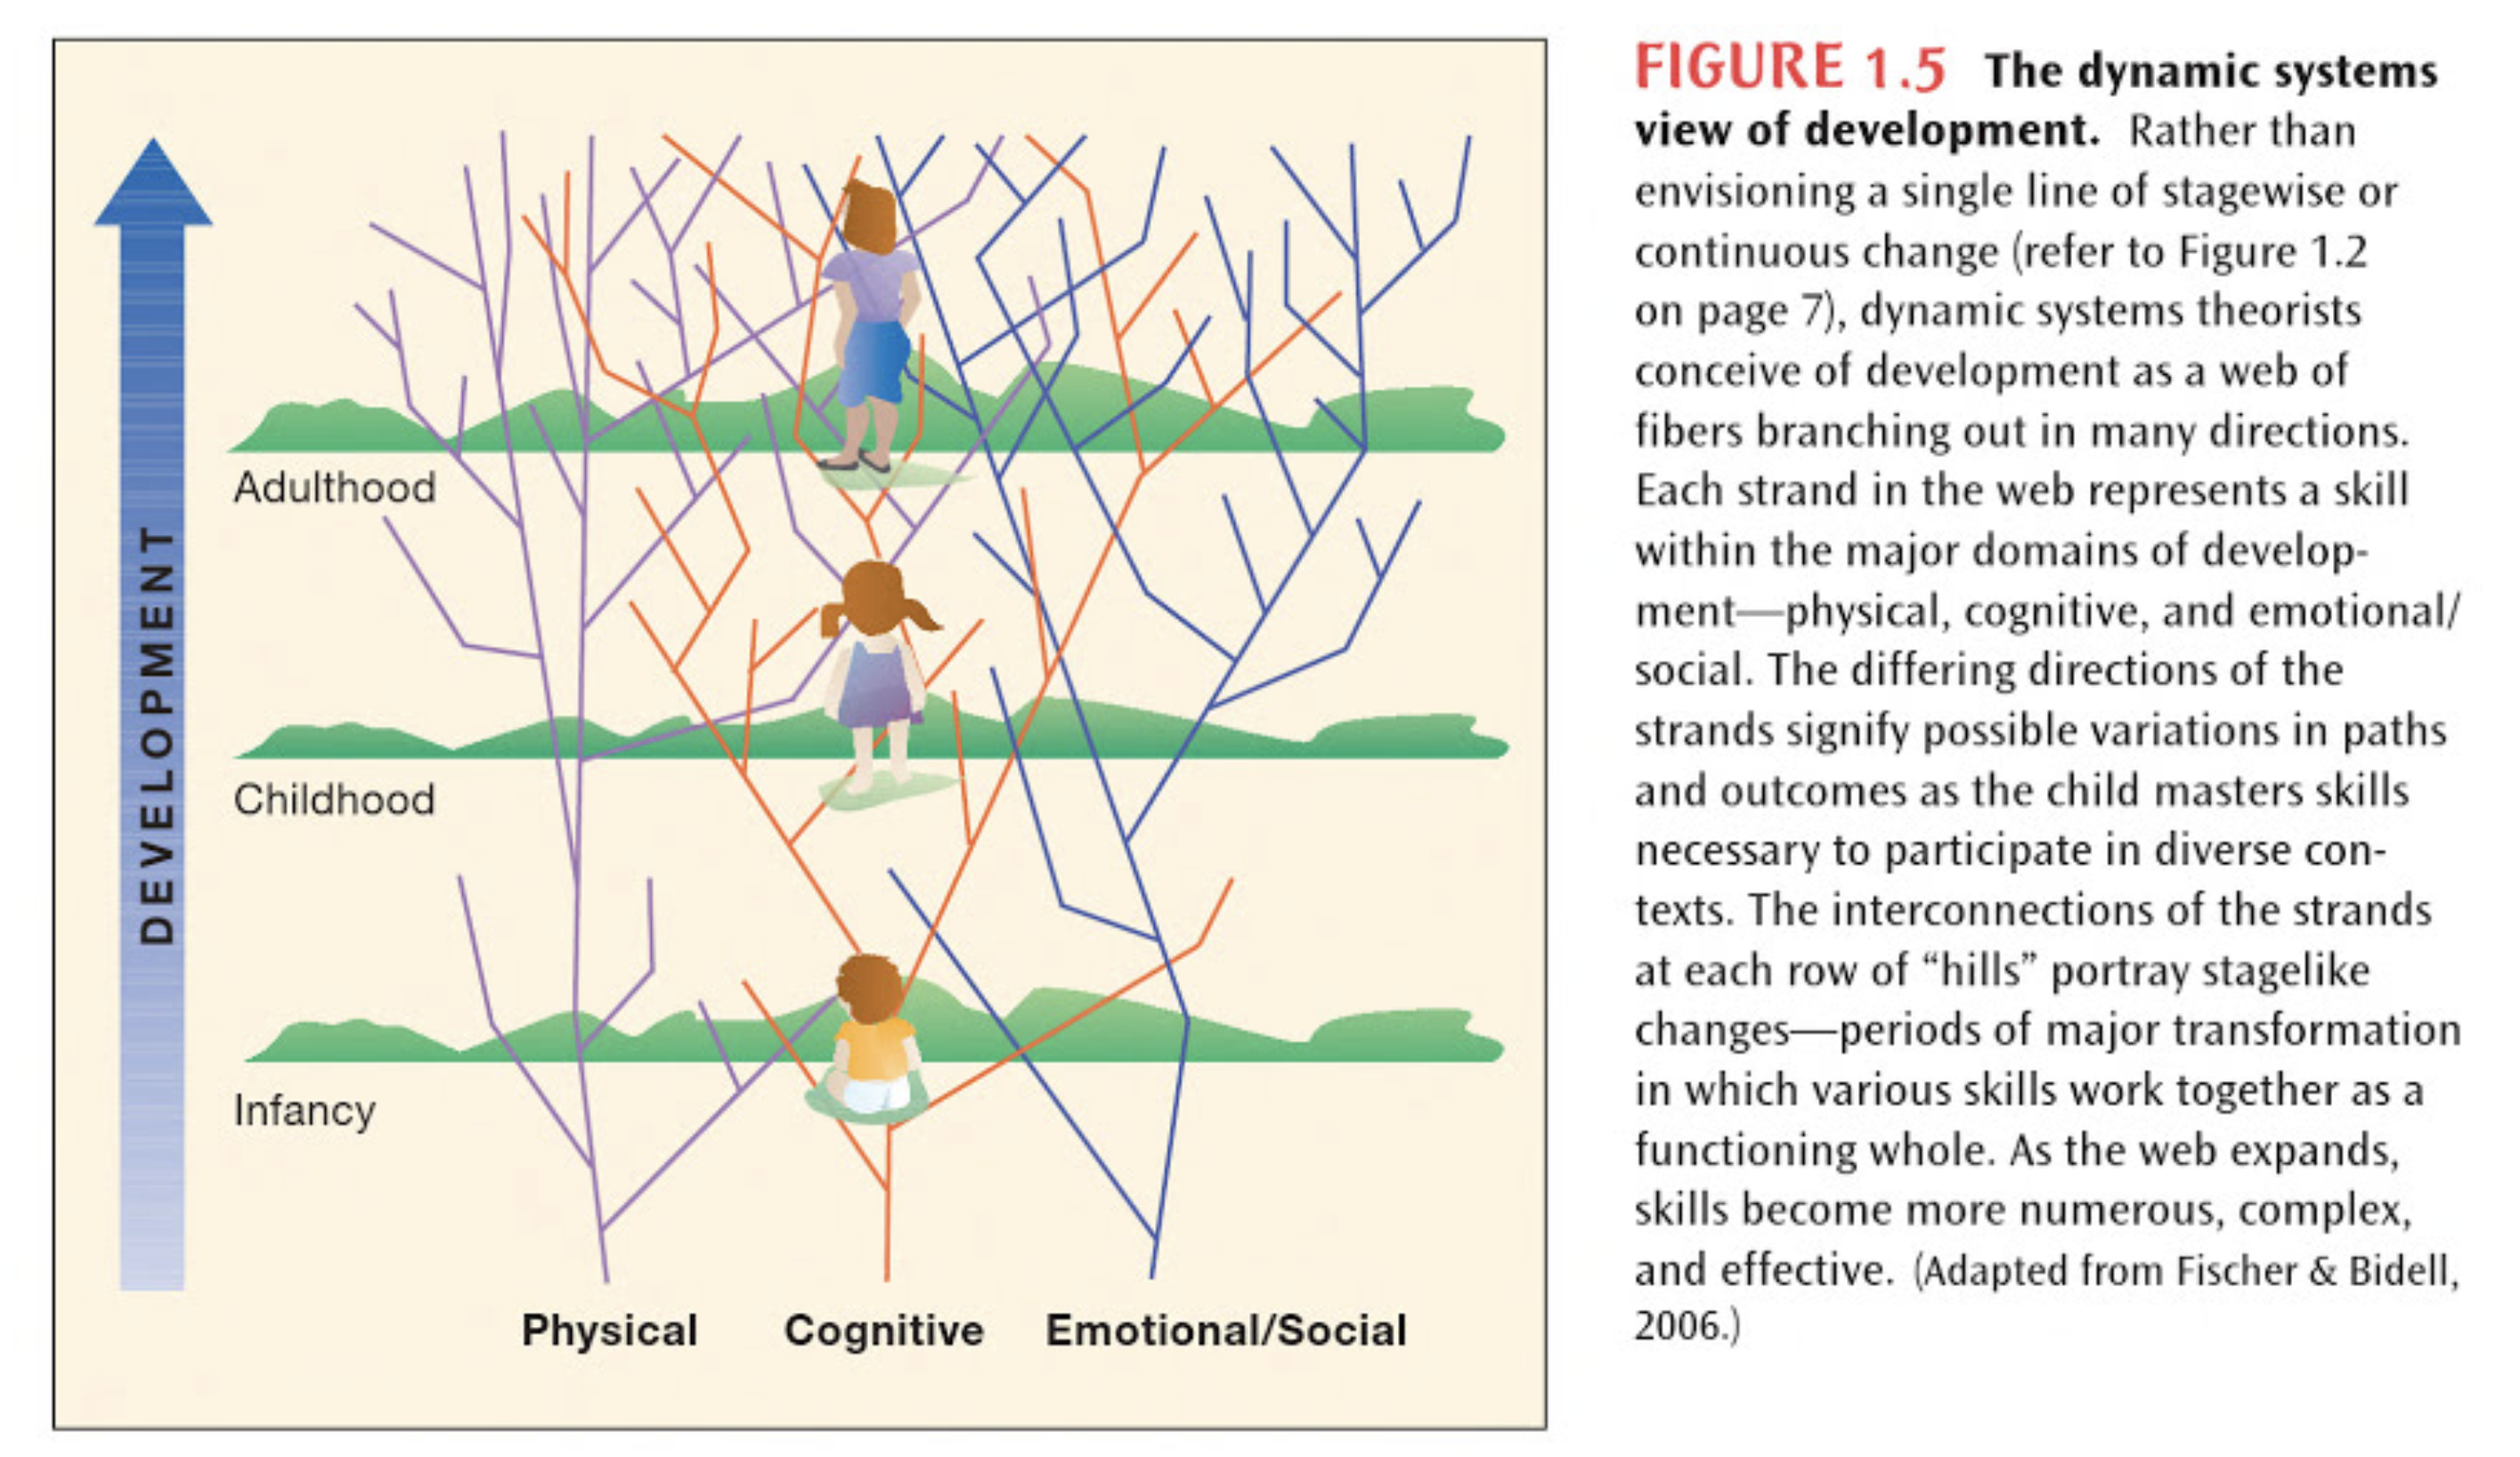 DEVELOPMENT
Adulthood
Childhood
Infancy
Physical Cognitive Emotional/Social
FIGURE 1.5 The dynamic systems
view of development. Rather than
envisioning a single line of stagewise or
continuous change (refer to Figure 1.2
on page 7), dynamic systems theorists
conceive of development as a web of
fibers branching out in many directions.
Each strand in the web represents a skill
within the major domains of develop-
ment—physical, cognitive, and emotional/
social. The differing directions of the
strands signify possible variations in paths
and outcomes as the child masters skills
necessary to participate in diverse con-
texts. The interconnections of the strands
at each row of “hills” portray stagelike
changes—periods of major transformation
in which various skills work together as a
functioning whole. As the web expands,
skills become more numerous, complex,
and effective. (Adapted from Fischer & Bidell,
2006.)